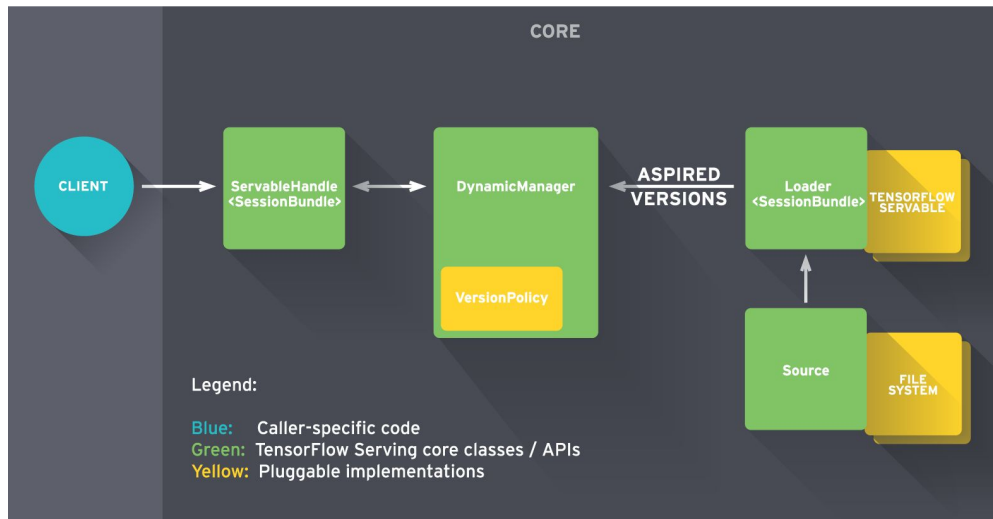 CORE
CLIENT
ServableHandle
<SessionBundle>
DynamicManager
VersionPolicy
ASPIRED
VERSIONS
Loader
<SessionBundle>
TENSORFLOW
SERVABLE
Source
FILE
SYSTEM
Legend:
Blue: Caller-specific code
Green: TensorFlow Serving core classes / APIs
Yellow: Pluggable implementations